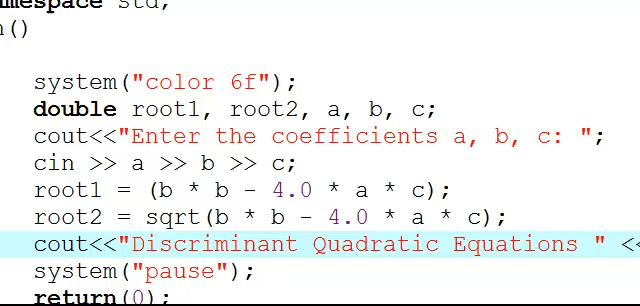 namespace std;
n()
system("color 6f");
double root1, root2, a, b, c;
cout<<"Enter the coefficients a, b, c: ";
cin >> a >> b >> c;
root1 = (b * b - 4.0 * a * c);
root2 = sqrt(b * b - 4.0 * a * c);
cout<<"Discriminant Quadratic Equations " <<
system("pause");
return(0);